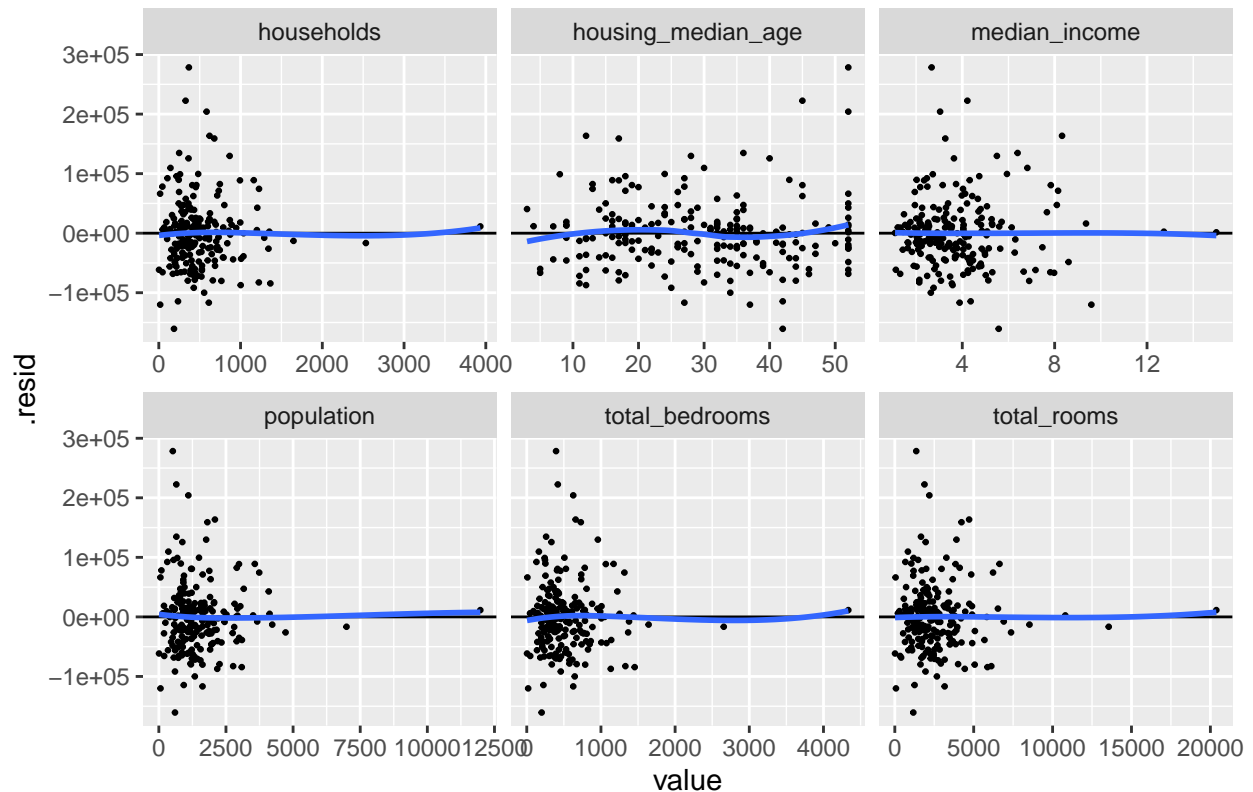 households housing_median_age median_income
3e+05
2e+05
1e+05
0e+00
−1e+05
0 1000 2000 3000 4000 10 20 30 40 50 4 8 12
.resid
population total_bedrooms total_rooms
3e+05
2e+05
1e+05
0e+00
−1e+05
0 2500 5000 7500 10000 12500 0 1000 2000 3000 4000 0 5000 10000 15000 20000
value